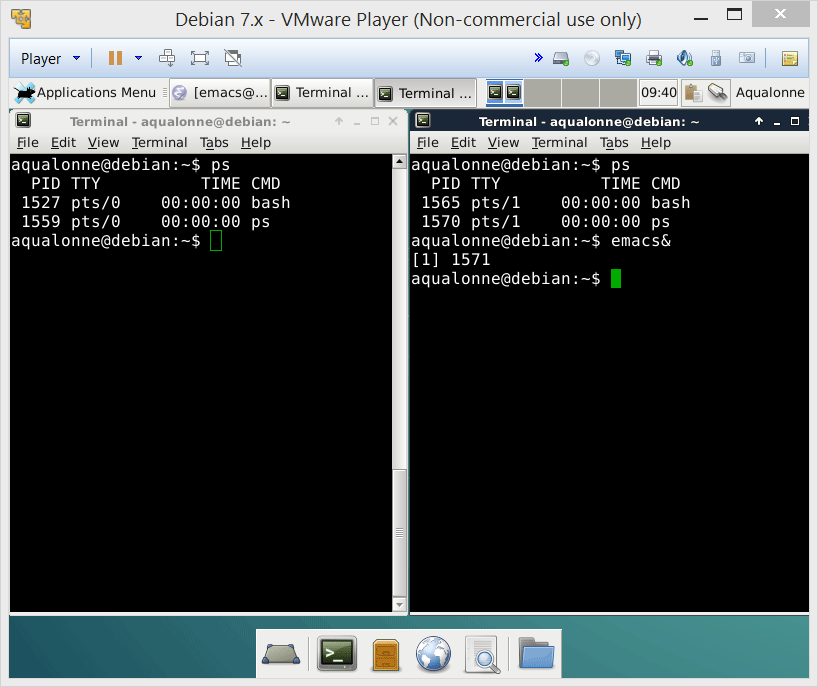 Debian 7.x - VMware Player (Non-commercial use only)
Player
Applications Menu [emacs@... Terminal ... Terminal ... 09:40 Aqualonne
Terminal - aqualonne@debian: ~
File Edit View Terminal Tabs Help
aqualonne@debian:~$ ps
PID TTY TIME CMD
1527 pts/0 00:00:00 bash
1559 pts/0 00:00:00 ps
aqualonne@debian:~$
Terminal - aqualonne@debian: ~
File Edit View Terminal Tabs Help
aqualonne@debian:~$ ps
PID TTY TIME CMD
1565 pts/1 00:00:00 bash
1570 pts/1 00:00:00 ps
aqualonne@debian:~$ emacs&
[1] 1571
aqualonne@debian:~$